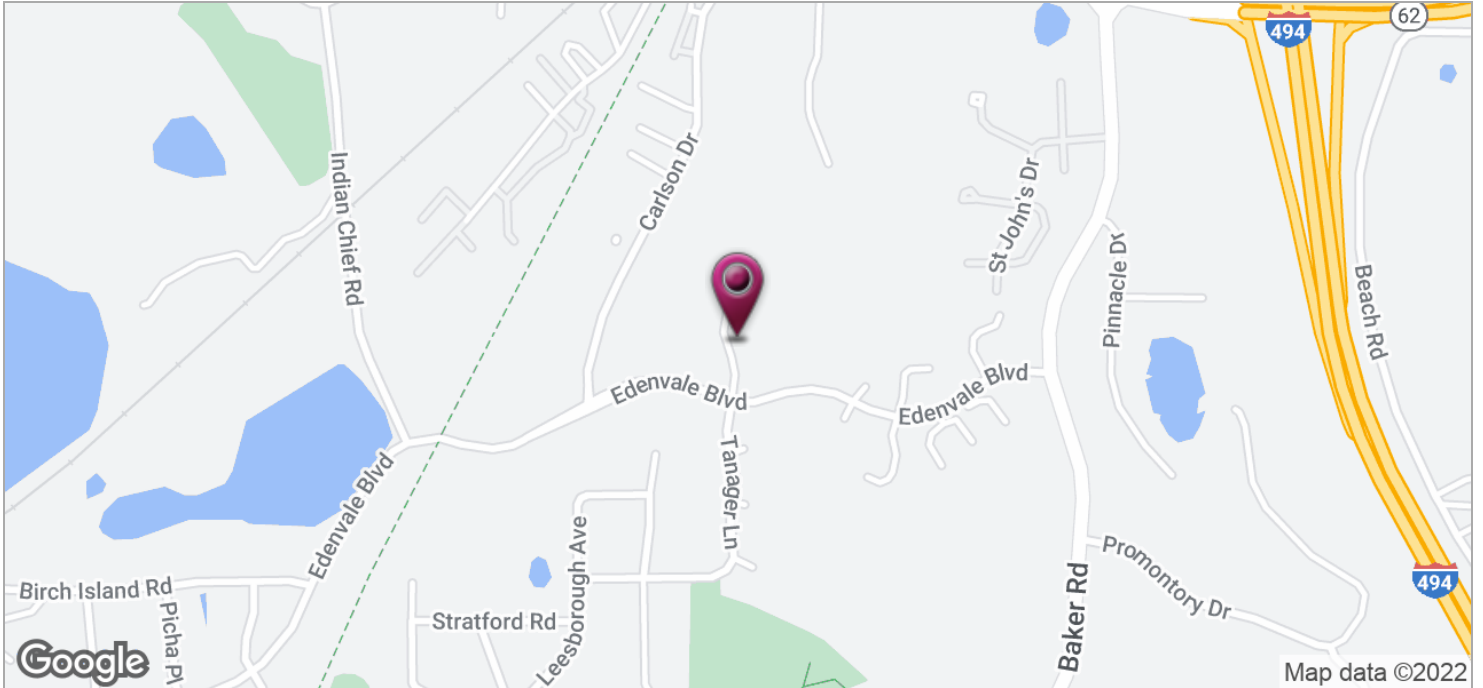 62
494
Indian Chief Rd
Carlson Dr
St John's Dr
Pinnacle Dr
Beach Rd
Edenvale Blvd
Edenvale Blvd
Edenvale Blvd
Tanager Ln
Leesborough Ave
Promontory Dr
494
Birch Island Rd
Picha Pl
Stratford Rd
Baker Rd
Google
Map data ©2022